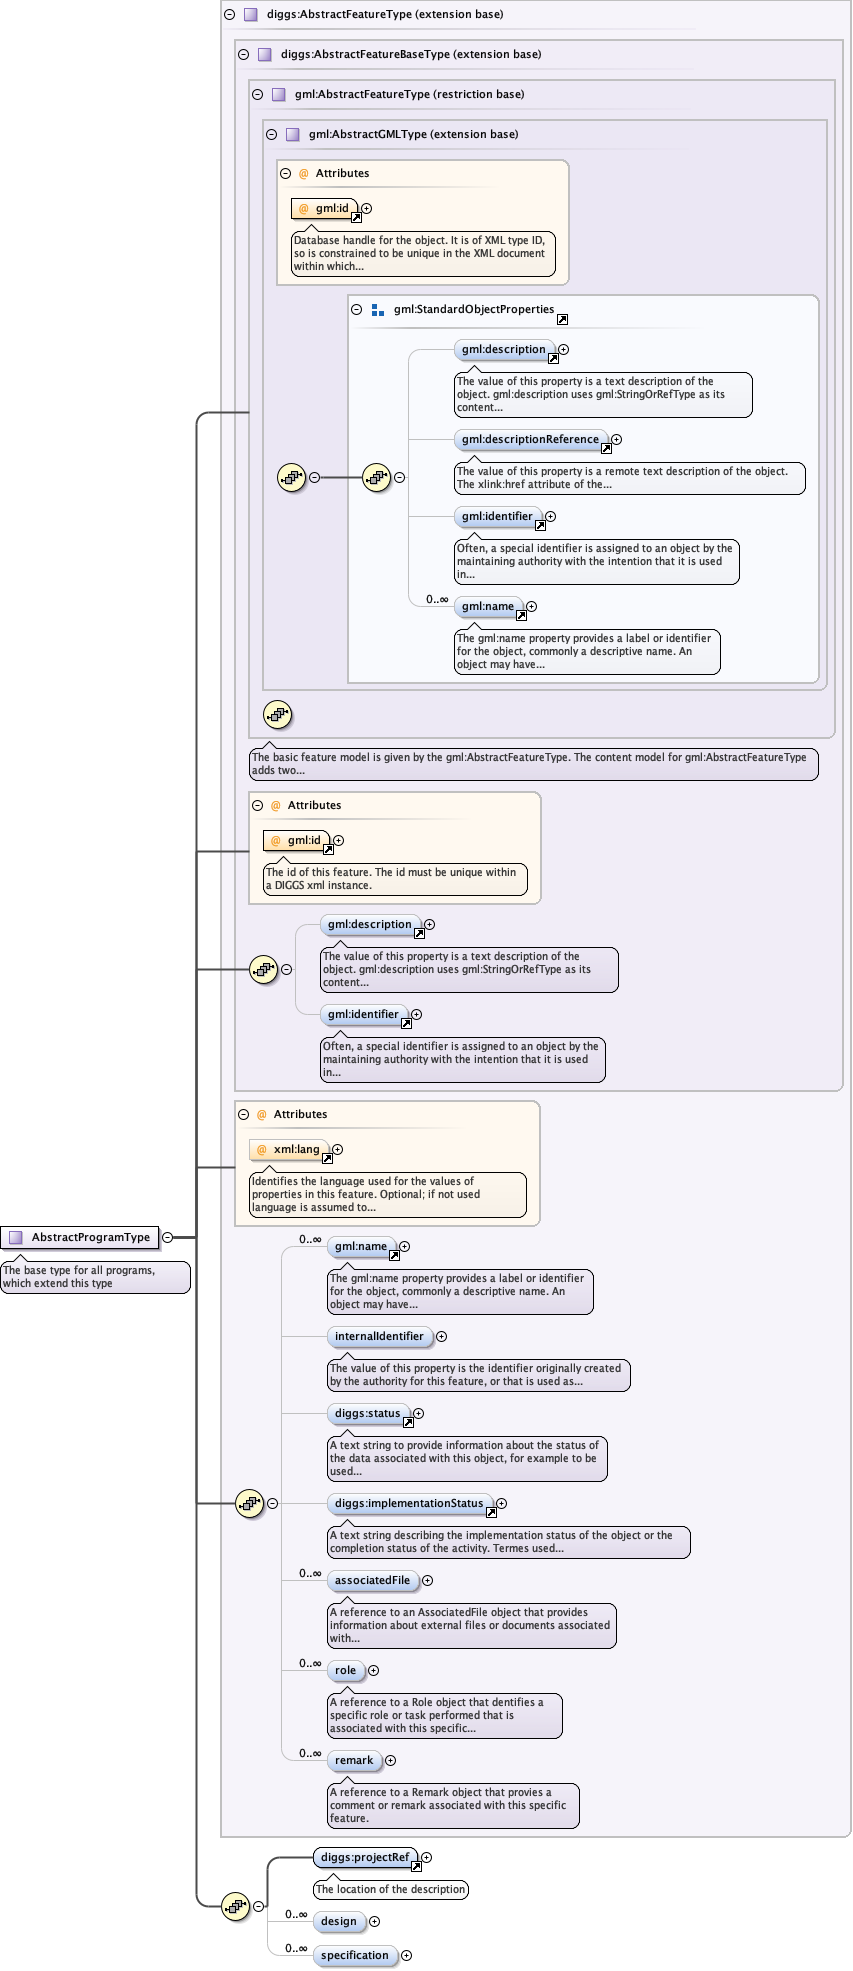 diggs:AbstractFeatureType (extension base)
diggs:AbstractFeatureBaseType (extension base)
gml:AbstractFeatureType (restriction base)
gml:AbstractGMLType (extension base)
@ Attributes
@ gml:id
Database handle for the object. It is of XML type ID,
so is constrained to be unique in the XML document
within which...
gml:StandardObjectProperties
gml:description
The value of this property is a text description of the
object. gml:description uses gml:StringOrRefType as its
content...
gml:descriptionReference
The value of this property is a remote text description of the object.
The xlink:href attribute of the...
gml:identifier
Often, a special identifier is assigned to an object by the
maintaining authority with the intention that it is used
in...
0..∞
gml:name
The gml:name property provides a label or identifier
for the object, commonly a descriptive name. An
object may have...
The basic feature model is given by the gml:AbstractFeatureType. The content model for gml:AbstractFeatureType
adds two...
@ Attributes
@ gml:id
The id of this feature. The id must be unique within
a DIGGS xml instance.
gml:description
The value of this property is a text description of the
object. gml:description uses gml:StringOrRefType as its
content...
gml:identifier
Often, a special identifier is assigned to an object by the
maintaining authority with the intention that it is used
in...
@ Attributes
@ xml:lang
Identifies the language used for the values of
properties in this feature. Optional; if not used
language is assumed to...
AbstractProgramType
The base type for all programs,
which extend this type
0..∞
gml:name
The gml:name property provides a label or identifier
for the object, commonly a descriptive name. An
object may have...
internalIdentifier
The value of this property is the identifier originally created
by the authority for this feature, or that is used as...
diggs:status
A text string to provide information about the status of
the data associated with this object, for example to be
used...
diggs:implementationStatus
A text string describing the implementation status of the object or the
completion status of the activity. Termes used...
0..∞
associatedFile
A reference to an AssociatedFile object that provides
information about external files or documents associated
with...
0..∞
role
A reference to a Role object that dentifies a
specific role or task performed that is
associated with this specific...
0..∞
remark
A reference to a Remark object that provies a
comment or remark associated with this specific
feature.
diggs:projectRef
The location of the description
0..∞
design
0..∞
specification